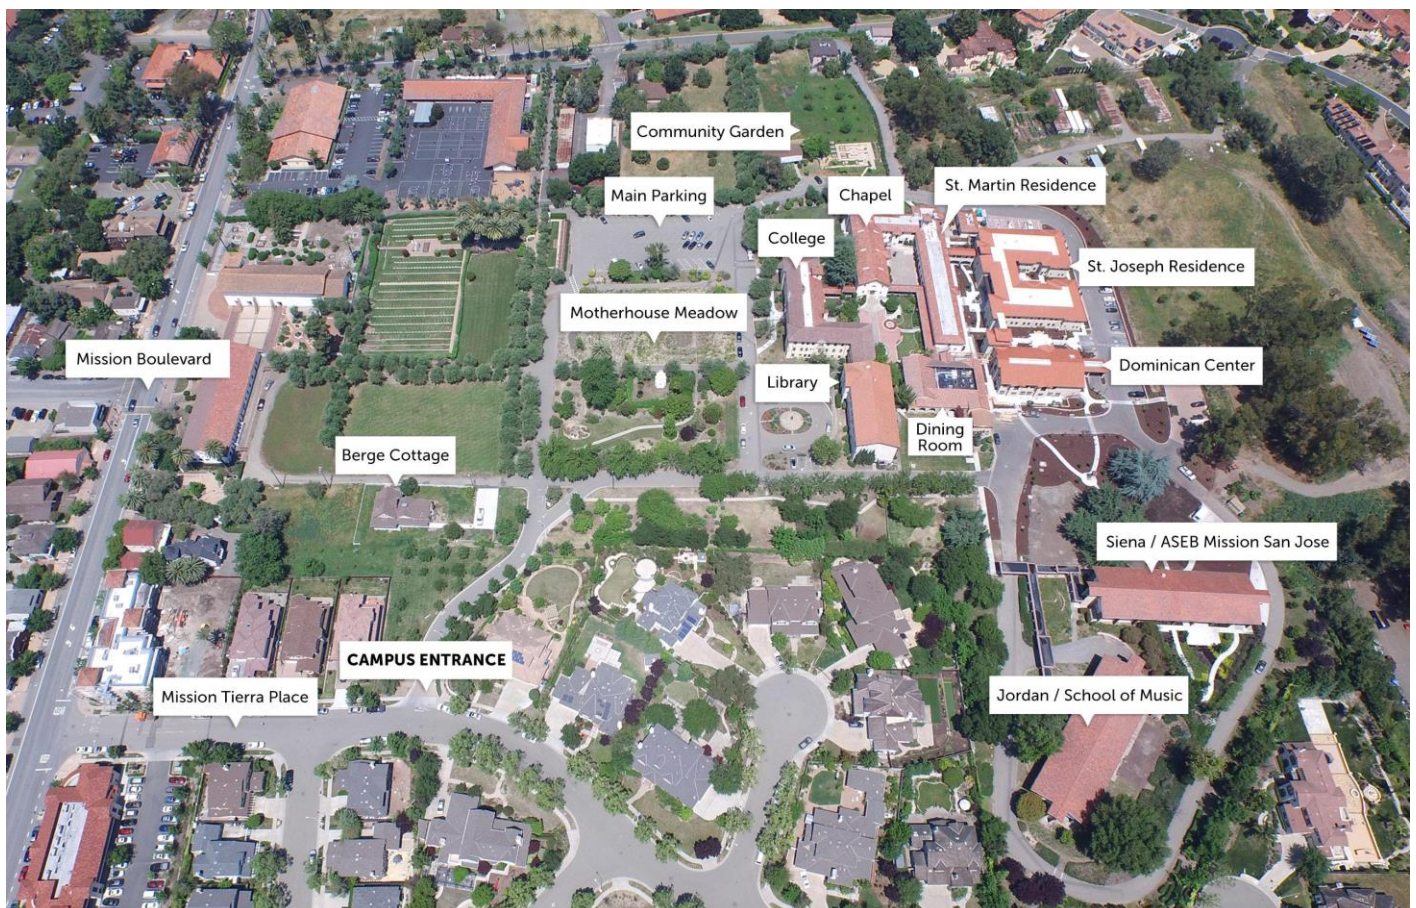 Community Garden
St. Martin Residence
Main Parking
Chapel
College
St. Joseph Residence
Motherhouse Meadow
Mission Boulevard
Dominican Center
Library
Dining
Room
Berge Cottage
Siena / ASEB Mission San Jose
CAMPUS ENTRANCE
Mission Tierra Place
Jordan / School of Music